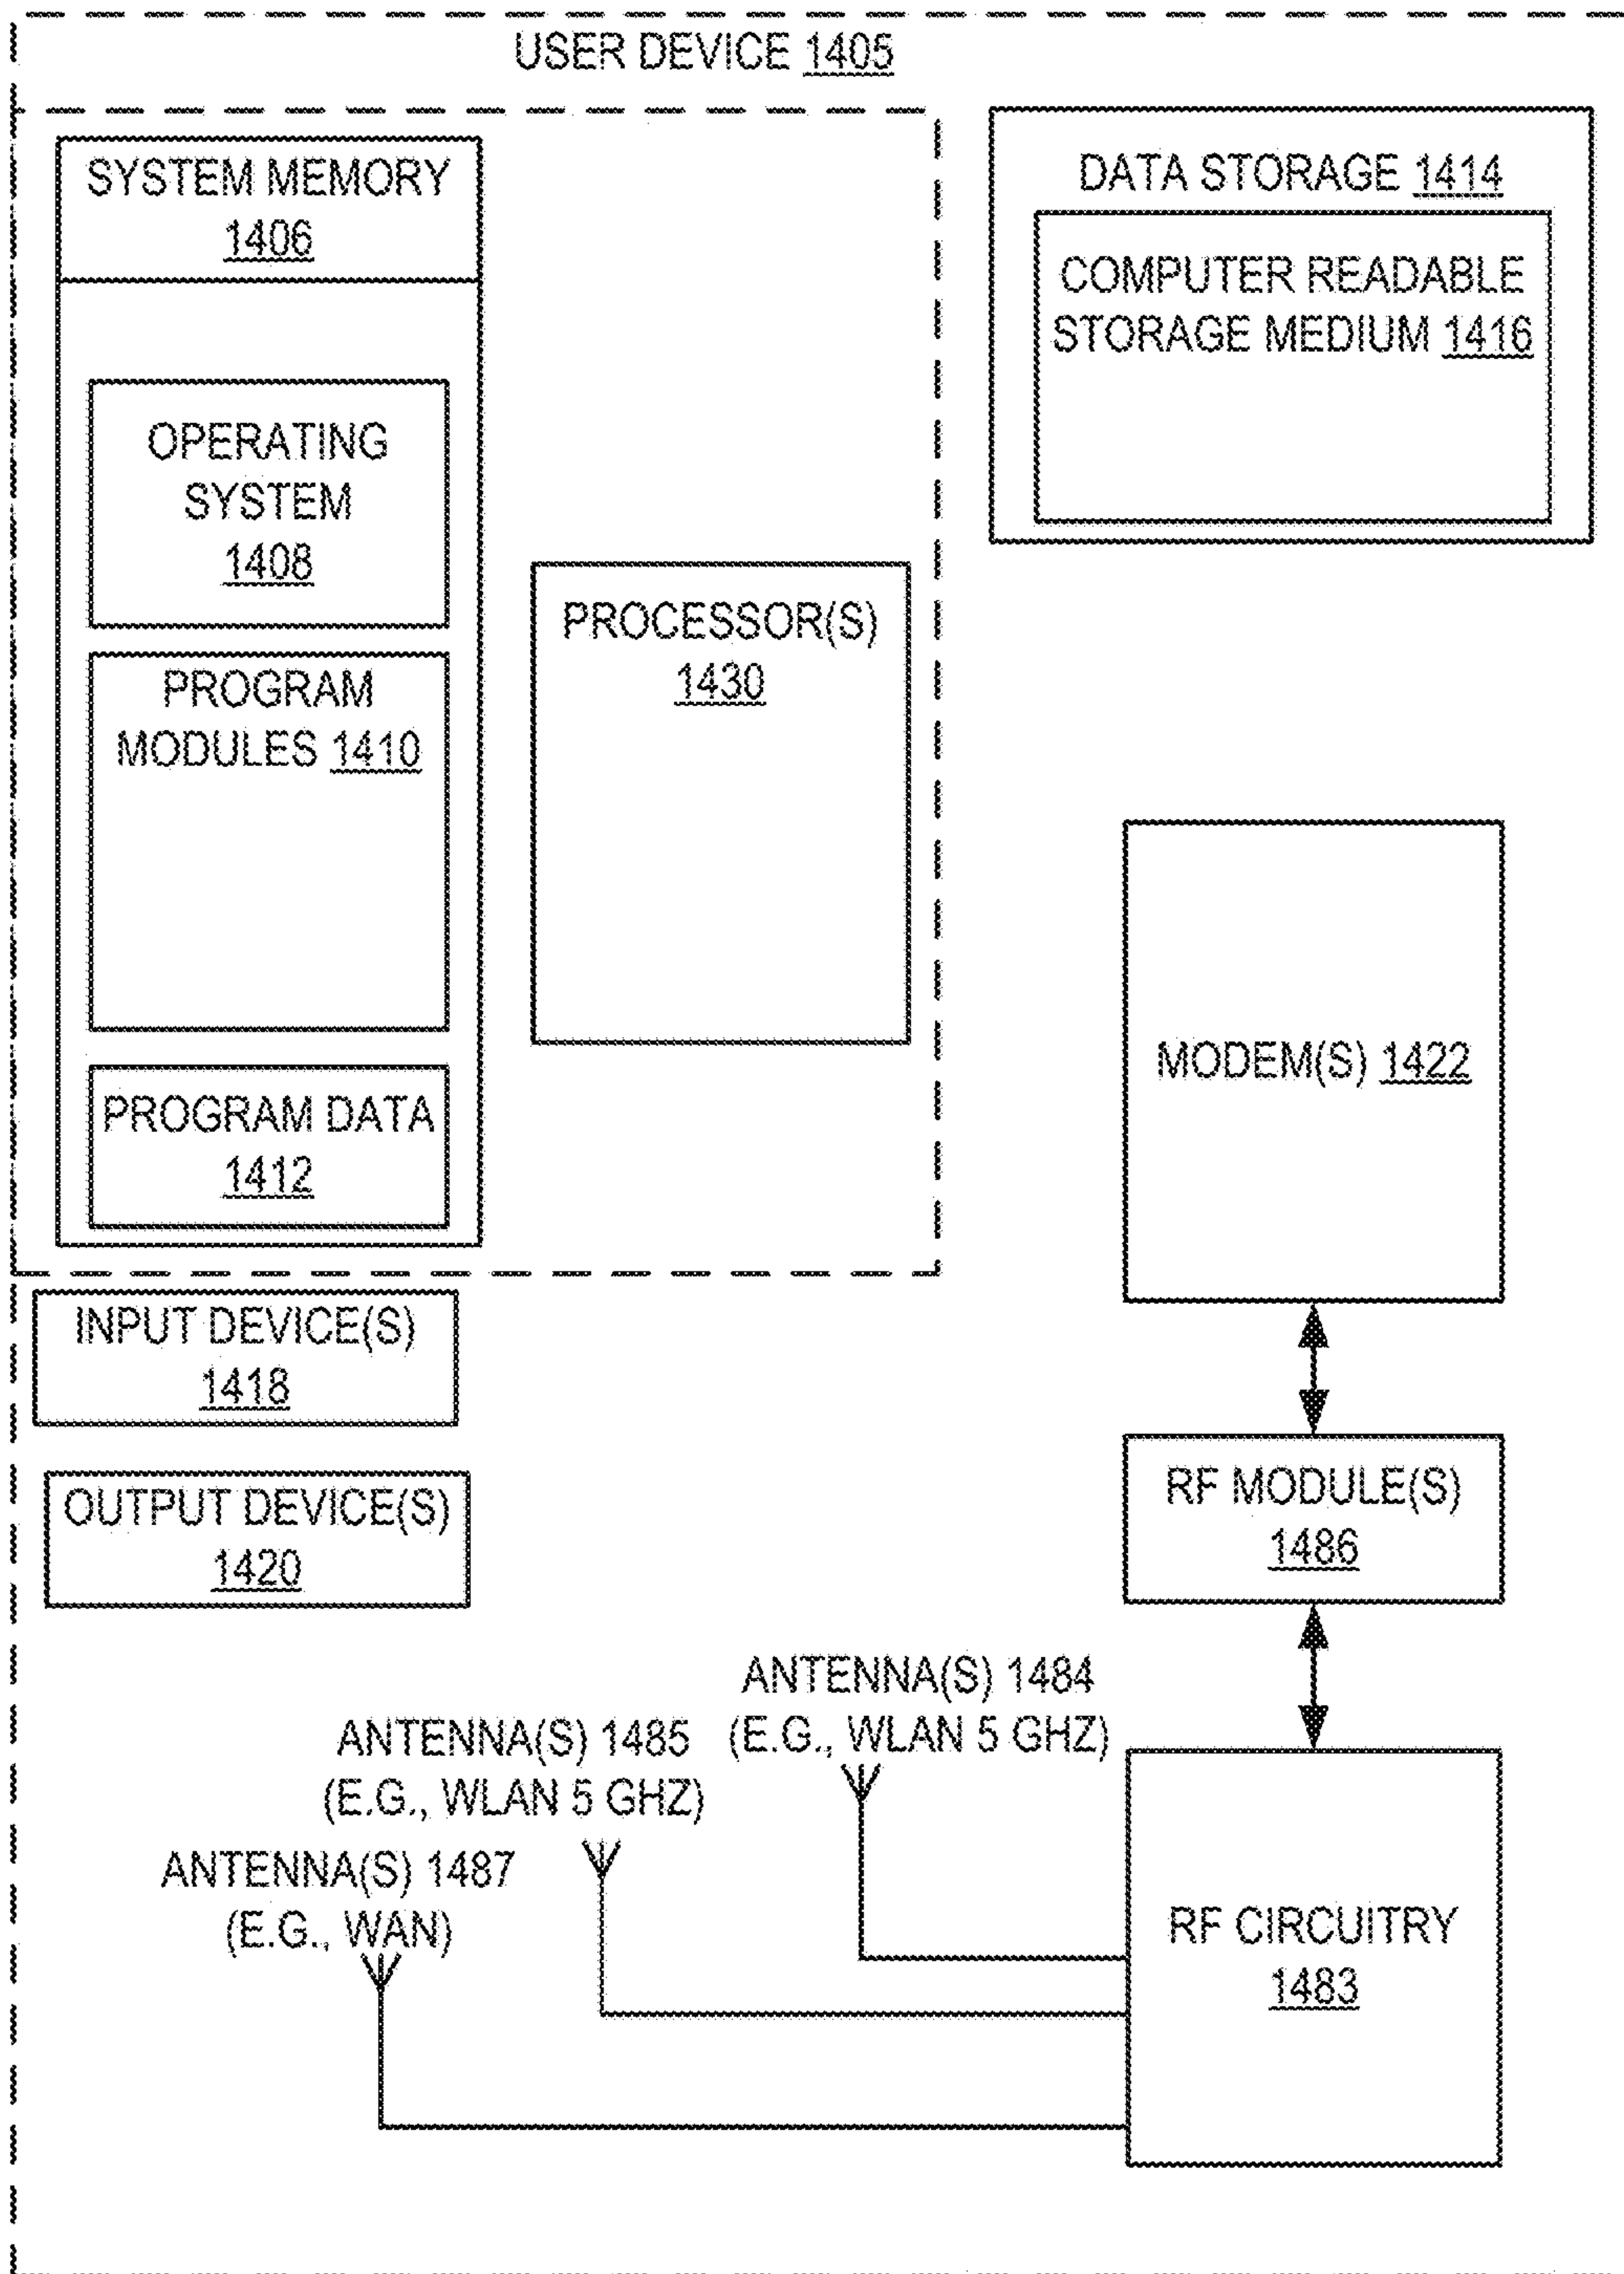 USER DEVICE 1405
SYSTEM MEMORY
1406
OPERATING
SYSTEM
1408
PROGRAM
MODULES 1410
PROGRAM DATA
1412
PROCESSOR(S)
1430
DATA STORAGE 1414
COMPUTER READABLE
STORAGE MEDIUM 1416
MODEM(S) 1422
INPUT DEVICE(S)
1418
OUTPUT DEVICE(S)
1420
RF MODULE(S)
1486
ANTENNA(S) 1484
(E.G., WLAN 5 GHZ)
ANTENNA(S) 1485
(E.G., WLAN 5 GHZ)
ANTENNA(S) 1487
(E.G., WAN)
RF CIRCUITRY
1483